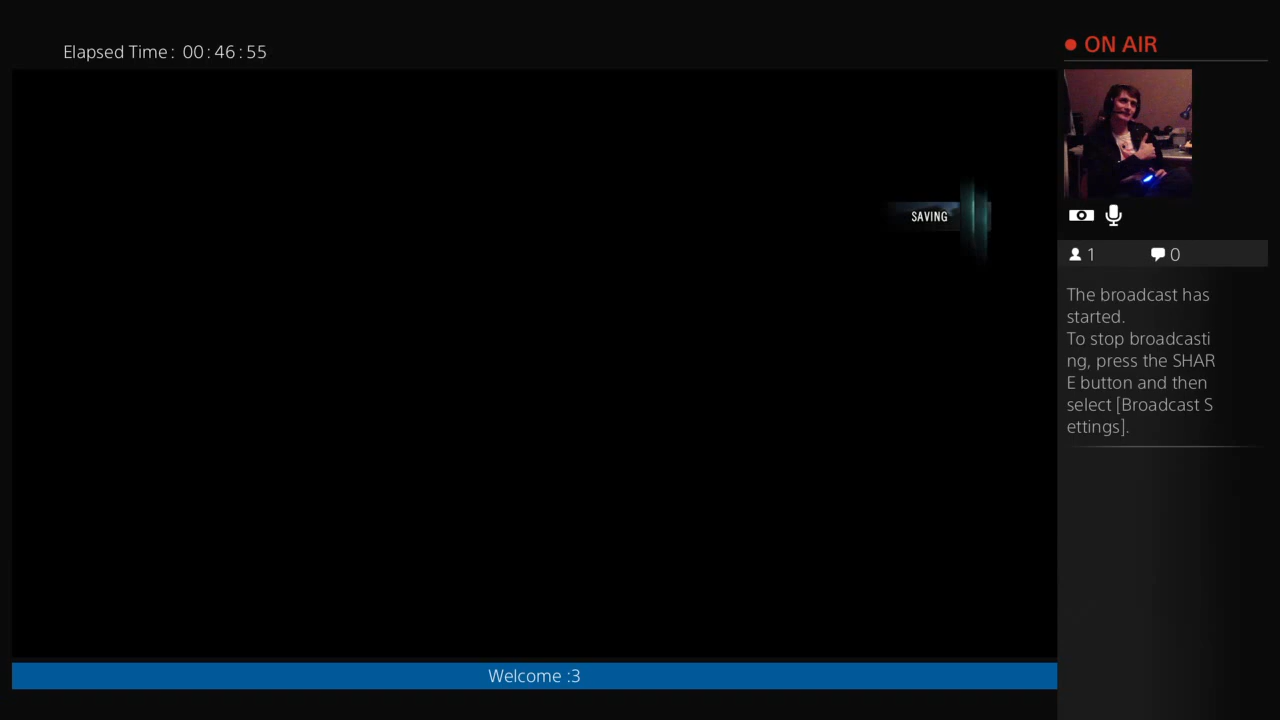 Elapsed Time : 00 : 46 : 55
ON AIR
SAVING
1
0
The broadcast has
started.
To stop broadcasti
ng, press the SHAR
E button and then
select [Broadcast S
ettings].
Welcome :3